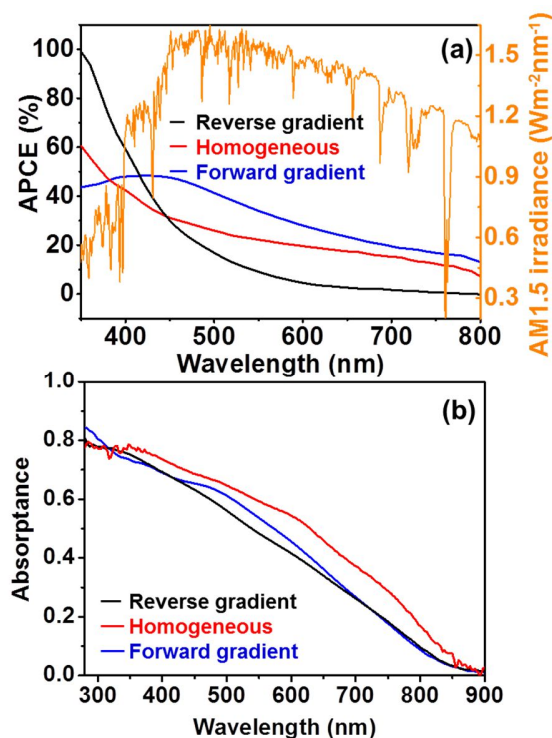 (a)
APCE (%)
100
80
60
40
20
0
Reverse gradient
Homogeneous
Forward gradient
1.5
1.2
0.9
0.6
0.3
AM1.5 irradiance (Wm-2nm-1)
400 500 600 700 800
Wavelength (nm)
(b)
Absorptance
1.0
0.8
0.6
0.4
0.2
0.0
Reverse gradient
Homogeneous
Forward gradient
300 400 500 600 700 800 900
Wavelength (nm)